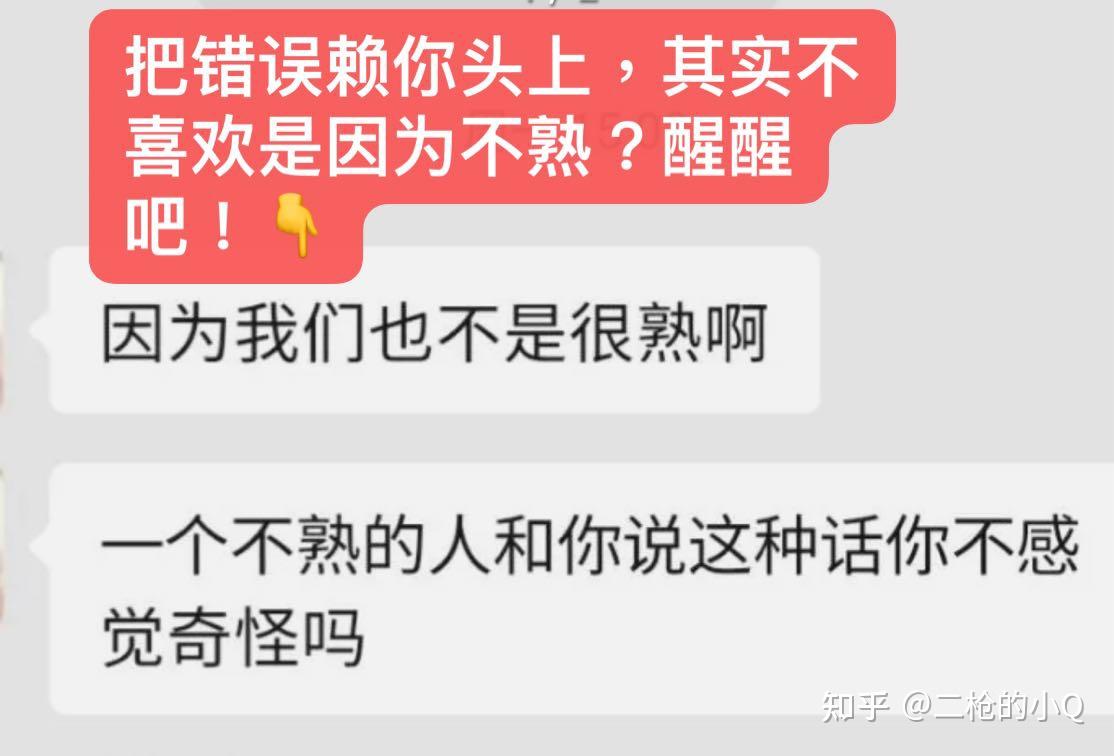 把错误赖你头上，其实不
喜欢是因为不熟？醒醒
吧！👇
因为我们也不是很熟啊
一个不熟的人和你说这种话你不感
觉奇怪吗
知乎 @二枪的小Q